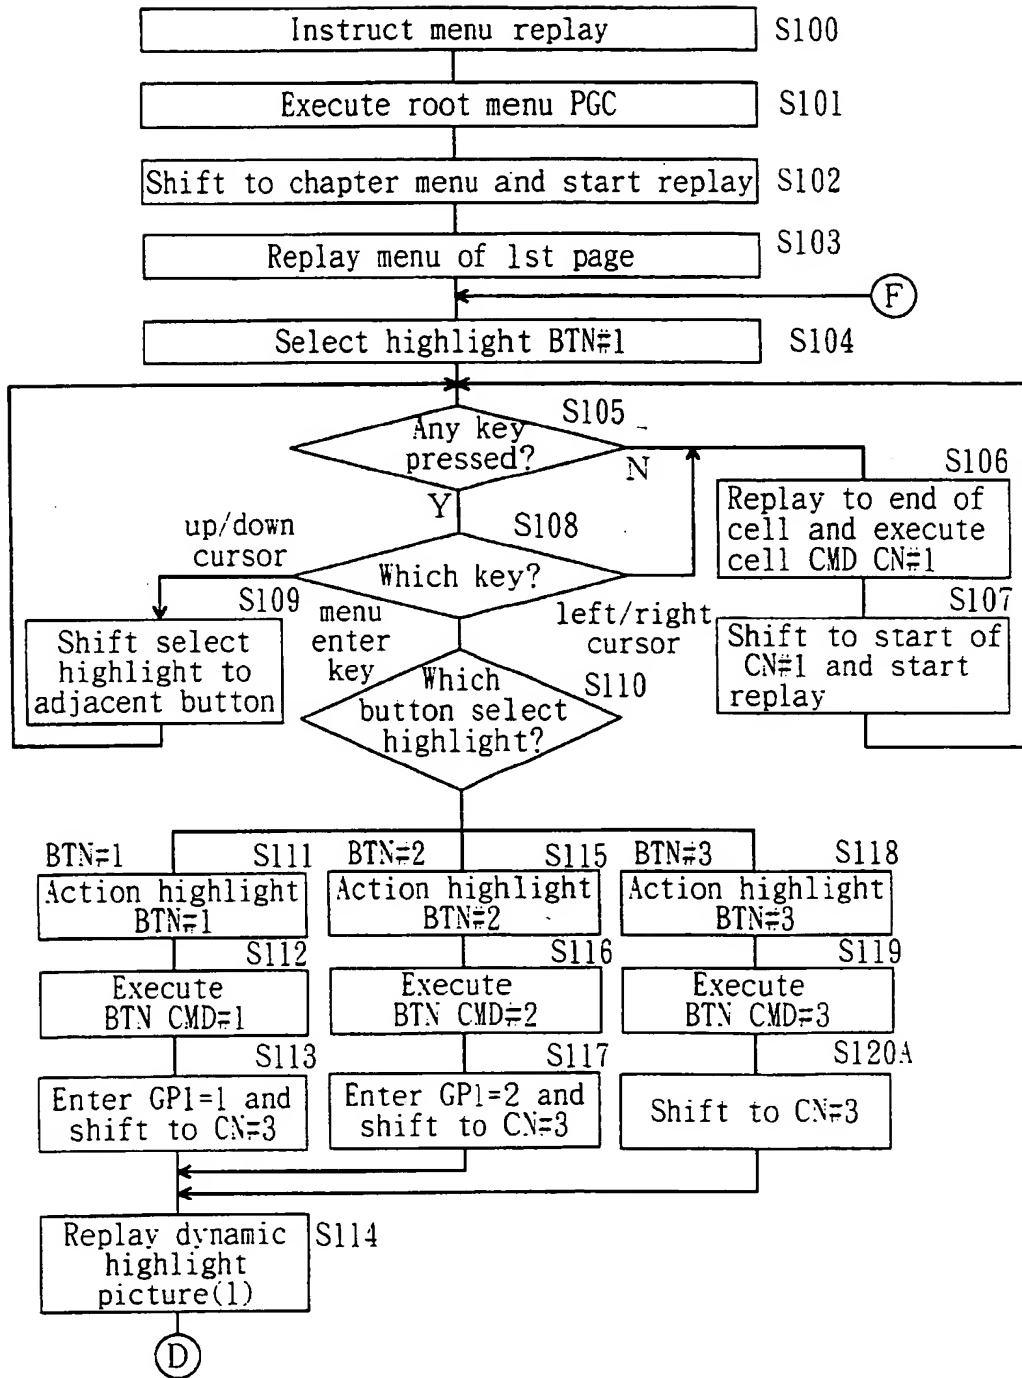 Instruct menu replay
S100
Execute root menu PGC
S101
Shift to chapter menu and start replay
S102
Replay menu of 1st page
S103
F
Select highlight BTN#1
S104
S105
Any key
pressed?
N
Y
S106
Replay to end of
cell and execute
cell CMD CN#1
up/down
cursor
S108
Which key?
S109
Shift select
highlight to
adjacent button
menu
enter
key
left/right
cursor
S107
Shift to start of
CN#1 and start
replay
S110
Which
button select
highlight?
BTN#1
S111
Action highlight
BTN#1
BTN#2
S115
Action highlight
BTN#2
BTN#3
S118
Action highlight
BTN#3
S112
Execute
BTN CMD#1
S116
Execute
BTN CMD#2
S119
Execute
BTN CMD#3
S113
Enter GP1=1 and
shift to CN#3
S117
Enter GP1=2 and
shift to CN#3
S120A
Shift to CN#3
Replay dynamic
highlight
picture(1)
S114
D